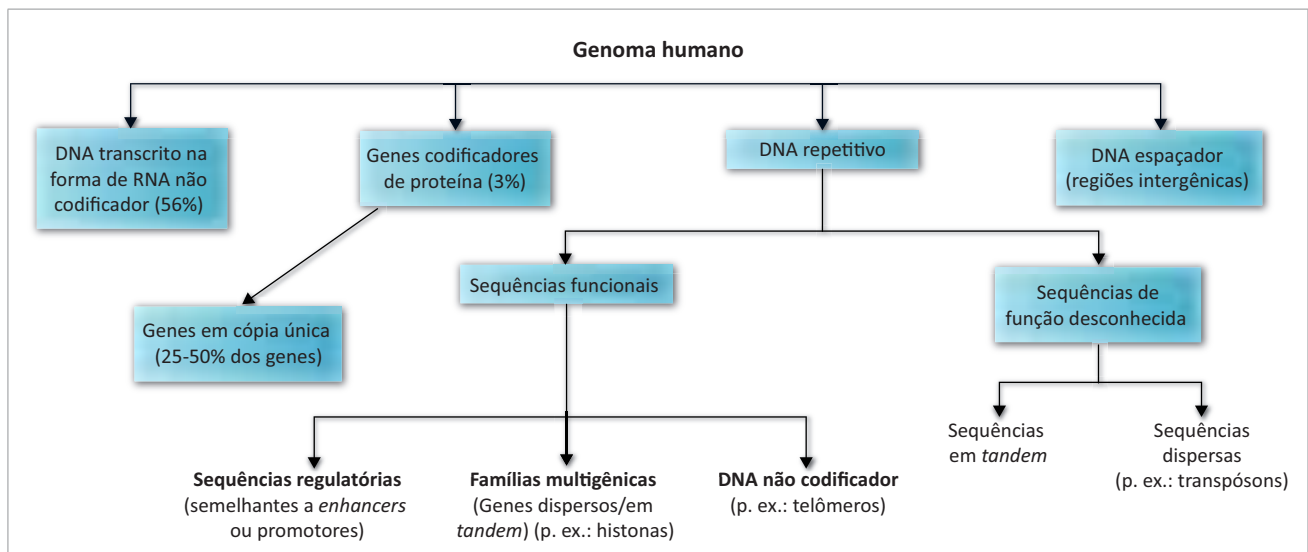 Genoma humano
DNA transcrito na
forma de RNA não
codificador (56%)
Genes codificadores
de proteína (3%)
DNA repetitivo
DNA espaçador
(regiões intergênicas)
Sequências funcionais
Sequências de
função desconhecida
Genes em cópia única
(25-50% dos genes)
Sequências
em tandem
Sequências
dispersas
(p. ex.: transpósons)
Sequências regulatórias
(semelhantes a enhancers
ou promotores)
Famílias multigênicas
(Genes dispersos/em
tandem) (p. ex.: histonas)
DNA não codificador
(p. ex.: telômeros)